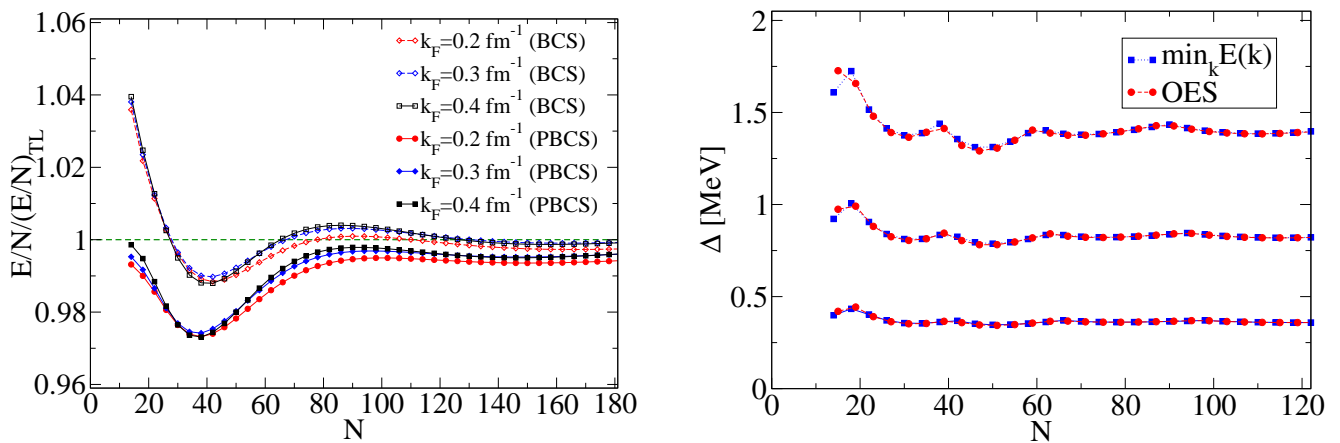 1.06
1.04
1.02
1
0.98
0.96
E/N/(E/N)_TL
k_F=0.2 fm^-1 (BCS)
k_F=0.3 fm^-1 (BCS)
k_F=0.4 fm^-1 (BCS)
k_F=0.2 fm^-1 (PBCS)
k_F=0.3 fm^-1 (PBCS)
k_F=0.4 fm^-1 (PBCS)
0 20 40 60 80 100 120 140 160 180
N
2
1.5
1
0.5
0
Δ [MeV]
min_kE(k)
OES
0 20 40 60 80 100 120
N